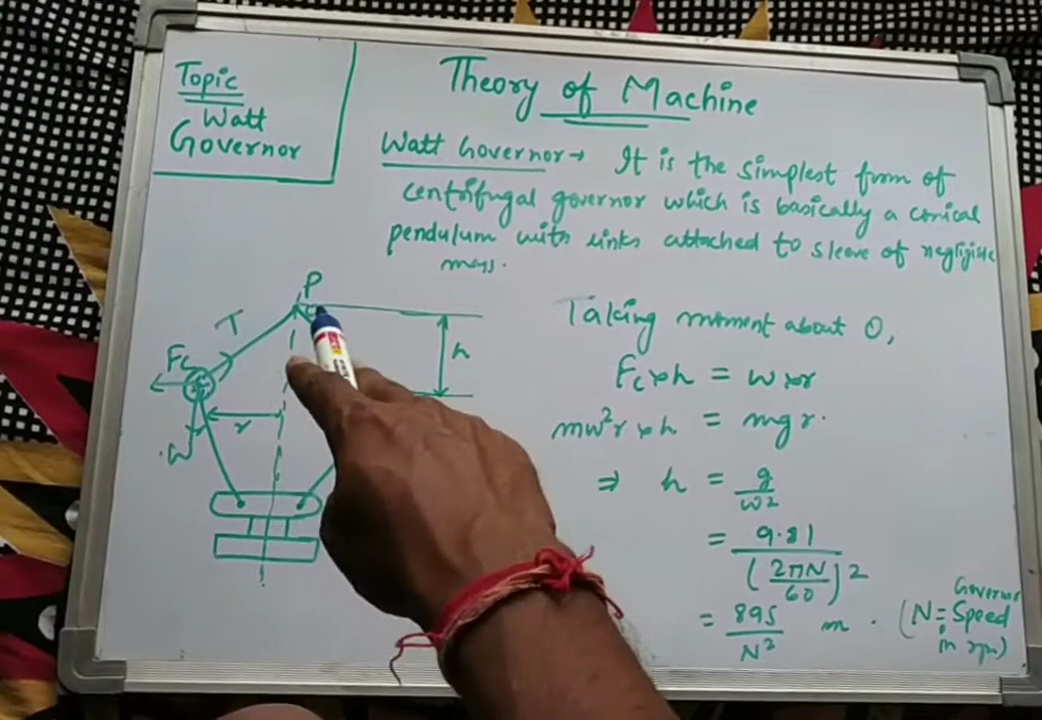 Topic
Watt
Governor
Theory of Machine
Watt Governor → It is the simplest form of
centrifugal governor which is basically a conical
pendulum with links attached to sleeve of negligible
mass.
P
T
Fc
h
r
W
Taking moment about O,
Fc × h = w × r
mω²r × h = mgr.
⇒ h = g/ω²
= 9.81/(2πN/60)²
= 895/N² m. (N = Governor Speed
in rpm)